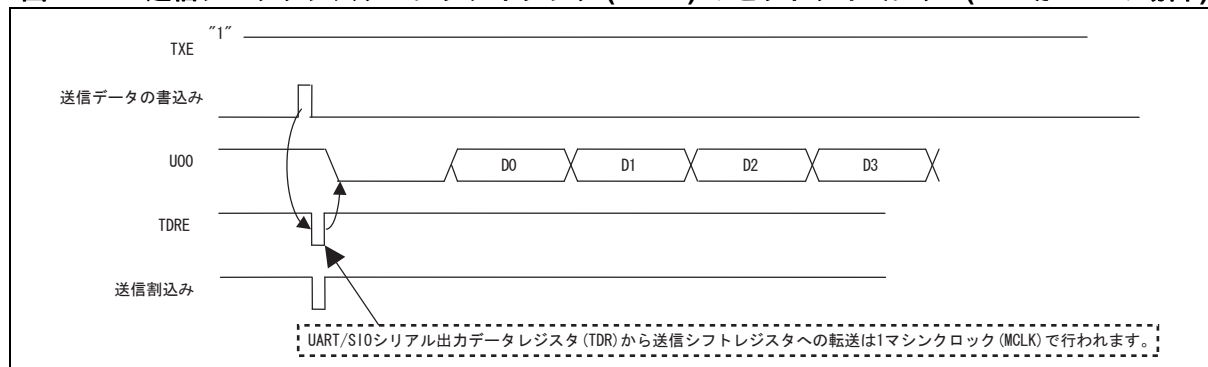 "1"
TXE
送信データの書込み
UO0
D0 D1 D2 D3
TDRE
送信割込み
UART/SIOシリアル出力データレジスタ(TDR)から送信シフトレジスタへの転送は1マシンクロック(MCLK)で行われます。